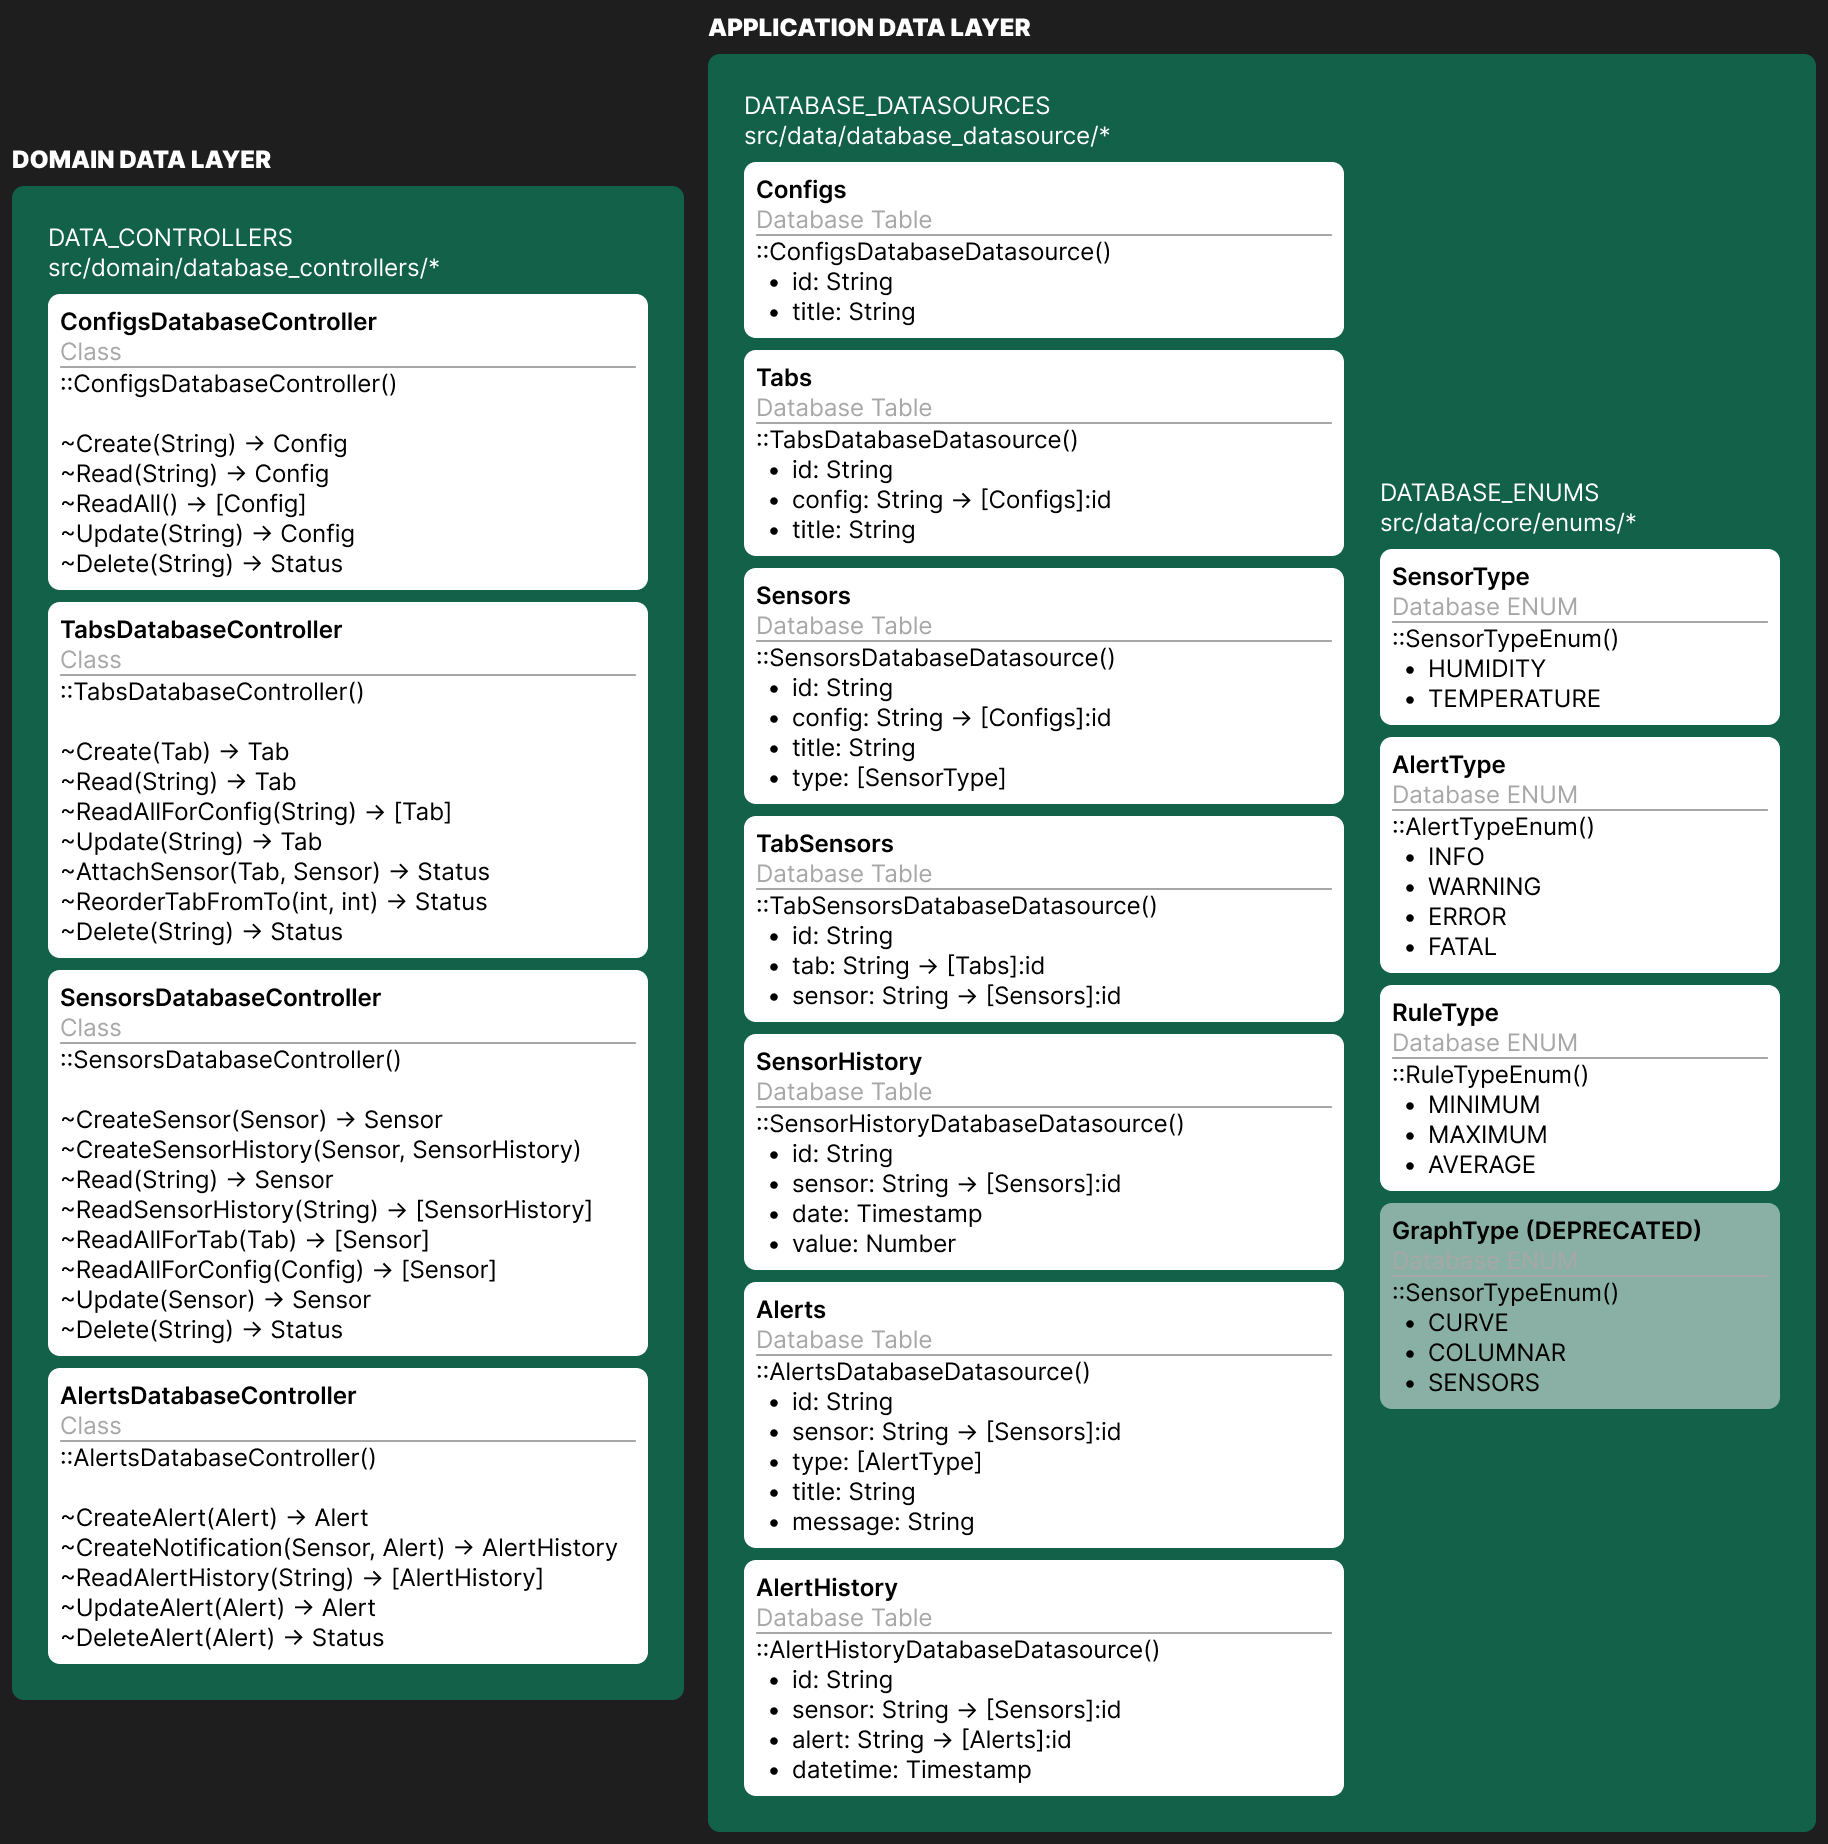 DOMAIN DATA LAYER
DATA_CONTROLLERS
src/domain/database_controllers/*
ConfigsDatabaseController
Class
::ConfigsDatabaseController()
~Create(String) → Config
~Read(String) → Config
~ReadAll() → [Config]
~Update(String) → Config
~Delete(String) → Status
TabsDatabaseController
Class
::TabsDatabaseController()
~Create(Tab) → Tab
~Read(String) → Tab
~ReadAllForConfig(String) → [Tab]
~Update(String) → Tab
~AttachSensor(Tab, Sensor) → Status
~ReorderTabFromTo(int, int) → Status
~Delete(String) → Status
SensorsDatabaseController
Class
::SensorsDatabaseController()
~CreateSensor(Sensor) → Sensor
~CreateSensorHistory(Sensor, SensorHistory)
~Read(String) → Sensor
~ReadSensorHistory(String) → [SensorHistory]
~ReadAllForTab(Tab) → [Sensor]
~ReadAllForConfig(Config) → [Sensor]
~Update(Sensor) → Sensor
~Delete(String) → Status
AlertsDatabaseController
Class
::AlertsDatabaseController()
~CreateAlert(Alert) → Alert
~CreateNotification(Sensor, Alert) → AlertHistory
~ReadAlertHistory(String) → [AlertHistory]
~UpdateAlert(Alert) → Alert
~DeleteAlert(Alert) → Status
APPLICATION DATA LAYER
DATABASE_DATASOURCES
src/data/database_datasource/*
Configs
Database Table
::ConfigsDatabaseDatasource()
• id: String
• title: String
Tabs
Database Table
::TabsDatabaseDatasource()
• id: String
• config: String → [Configs]:id
• title: String
Sensors
Database Table
::SensorsDatabaseDatasource()
• id: String
• config: String → [Configs]:id
• title: String
• type: [SensorType]
TabSensors
Database Table
::TabSensorsDatabaseDatasource()
• id: String
• tab: String → [Tabs]:id
• sensor: String → [Sensors]:id
SensorHistory
Database Table
::SensorHistoryDatabaseDatasource()
• id: String
• sensor: String → [Sensors]:id
• date: Timestamp
• value: Number
Alerts
Database Table
::AlertsDatabaseDatasource()
• id: String
• sensor: String → [Sensors]:id
• type: [AlertType]
• title: String
• message: String
AlertHistory
Database Table
::AlertHistoryDatabaseDatasource()
• id: String
• sensor: String → [Sensors]:id
• alert: String → [Alerts]:id
• datetime: Timestamp
DATABASE_ENUMS
src/data/core/enums/*
SensorType
Database ENUM
::SensorTypeEnum()
• HUMIDITY
• TEMPERATURE
AlertType
Database ENUM
::AlertTypeEnum()
• INFO
• WARNING
• ERROR
• FATAL
RuleType
Database ENUM
::RuleTypeEnum()
• MINIMUM
• MAXIMUM
• AVERAGE
GraphType (DEPRECATED)
Database ENUM
::SensorTypeEnum()
• CURVE
• COLUMNAR
• SENSORS